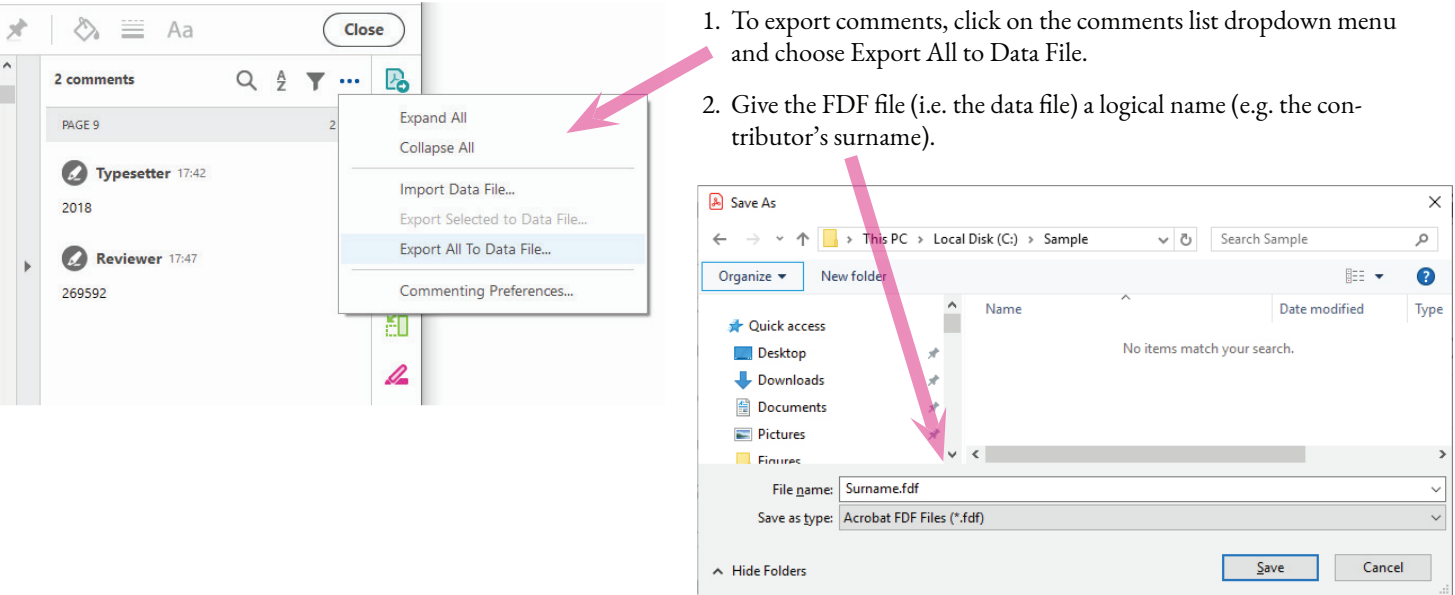 Aa
Close
2 comments
A
Z
PAGE 9
2
Expand All
Collapse All
Import Data File...
Export Selected to Data File...
Export All To Data File...
Commenting Preferences...
Typesetter 17:42
2018
Reviewer 17:47
269592
1. To export comments, click on the comments list dropdown menu
and choose Export All to Data File.
2. Give the FDF file (i.e. the data file) a logical name (e.g. the con-
tributor's surname).
Save As
This PC > Local Disk (C:) > Sample
Search Sample
Organize
New folder
?
Name
Date modified
Type
Quick access
Desktop
Downloads
Documents
Pictures
Figures
No items match your search.
File name: Surname.fdf
Save as type: Acrobat FDF Files (*.fdf)
Hide Folders
Save
Cancel